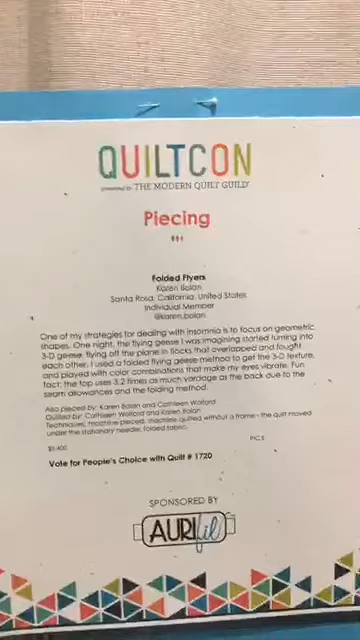 QUILTCON
presented by THE MODERN QUILT GUILD
Piecing
Folded Flyers
Karen Bolan
Santa Rosa, California, United States
Individual Member
@karen.bolan
One of my strategies for dealing with insomnia is to focus on geometric
shapes. One night, the flying geese I was imagining started turning into
3-D geese, flying off the plane in flocks that overlapped and fought
each other. I used a folded flying geese method to get the 3-D texture,
and played with color combinations that make my eyes vibrate. Fun
fact: the top uses 3.2 times as much yardage as the back due to the
seam allowances and the folding method.
Also pieced by: Karen Bolan and Cathleen Walford
Quilted by: Cathleen Walford and Karen Bolan
Techniques: machine pieced, machine quilted without a frame - the quilt moved
under the stationary needle, folded fabric
PIC.5
$5,400
Vote for People's Choice with Quilt # 1720
SPONSORED BY
AURIfil